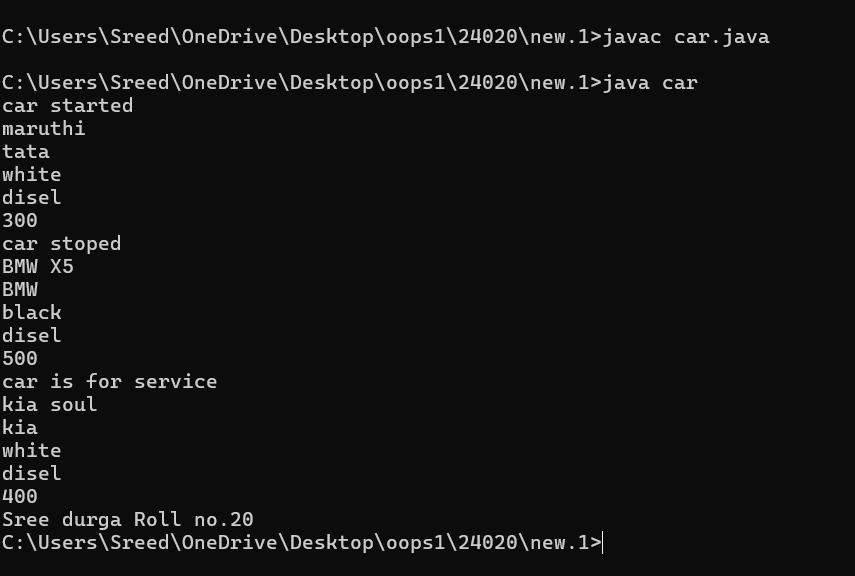 C:\Users\Sreed\OneDrive\Desktop\oops1\24020\new.1>javac car.java
C:\Users\Sreed\OneDrive\Desktop\oops1\24020\new.1>java car
car started
maruthi
tata
white
disel
300
car stoped
BMW X5
BMW
black
disel
500
car is for service
kia soul
kia
white
disel
400
Sree durga Roll no.20
C:\Users\Sreed\OneDrive\Desktop\oops1\24020\new.1>